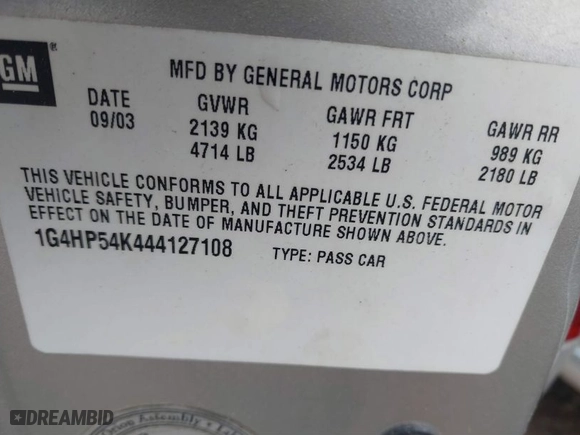 GM
®
MFD BY GENERAL MOTORS CORP
DATE GVWR GAWR FRT GAWR RR
09/03 2139 KG 1150 KG 989 KG
4714 LB 2534 LB 2180 LB
THIS VEHICLE CONFORMS TO ALL APPLICABLE U.S. FEDERAL MOTOR
VEHICLE SAFETY, BUMPER, AND THEFT PREVENTION STANDARDS IN
EFFECT ON THE DATE OF MANUFACTURE SHOWN ABOVE.
1G4HP54K444127108 TYPE: PASS CAR
Orion Assembly
DREAMBID